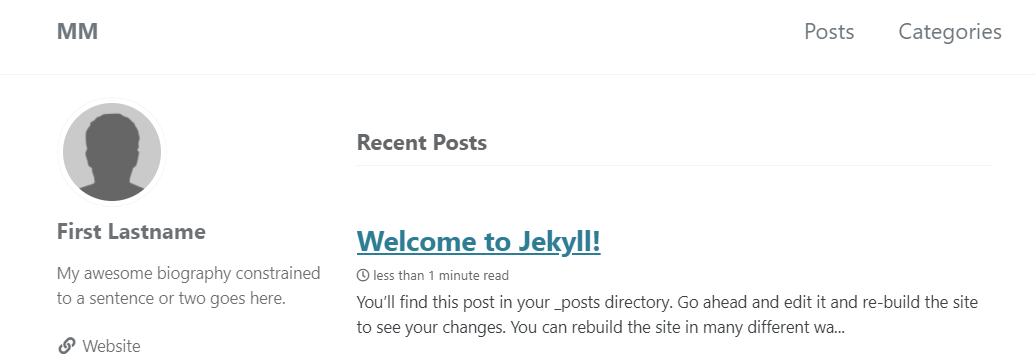 MM
Posts
Categories
First Lastname
My awesome biography constrained
to a sentence or two goes here.
Website
Recent Posts
Welcome to Jekyll!
less than 1 minute read
You’ll find this post in your _posts directory. Go ahead and edit it and re-build the site
to see your changes. You can rebuild the site in many different wa...